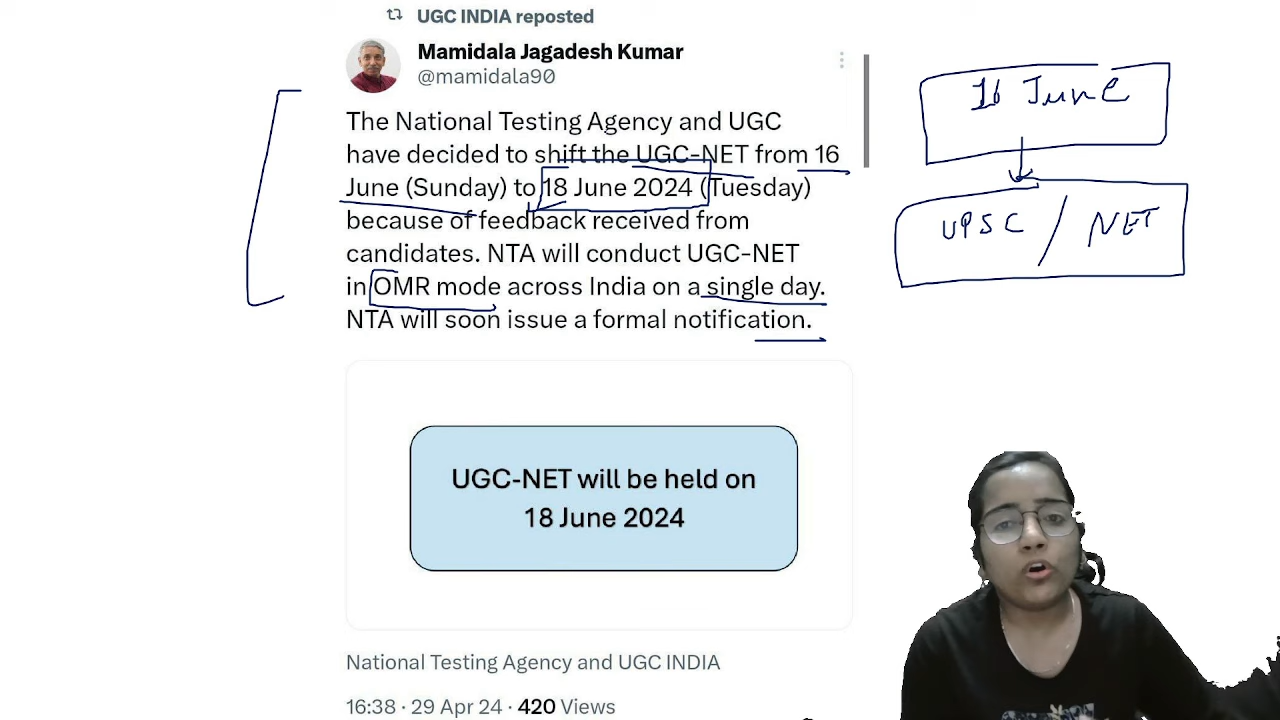 UGC INDIA reposted
Mamidala Jagadesh Kumar
@mamidala90
The National Testing Agency and UGC
have decided to shift the UGC-NET from 16
June (Sunday) to 18 June 2024 (Tuesday)
because of feedback received from
candidates. NTA will conduct UGC-NET
in OMR mode across India on a single day.
NTA will soon issue a formal notification.
UGC-NET will be held on
18 June 2024
National Testing Agency and UGC INDIA
16:38 · 29 Apr 24 · 420 Views
16 June
UPSC / NET